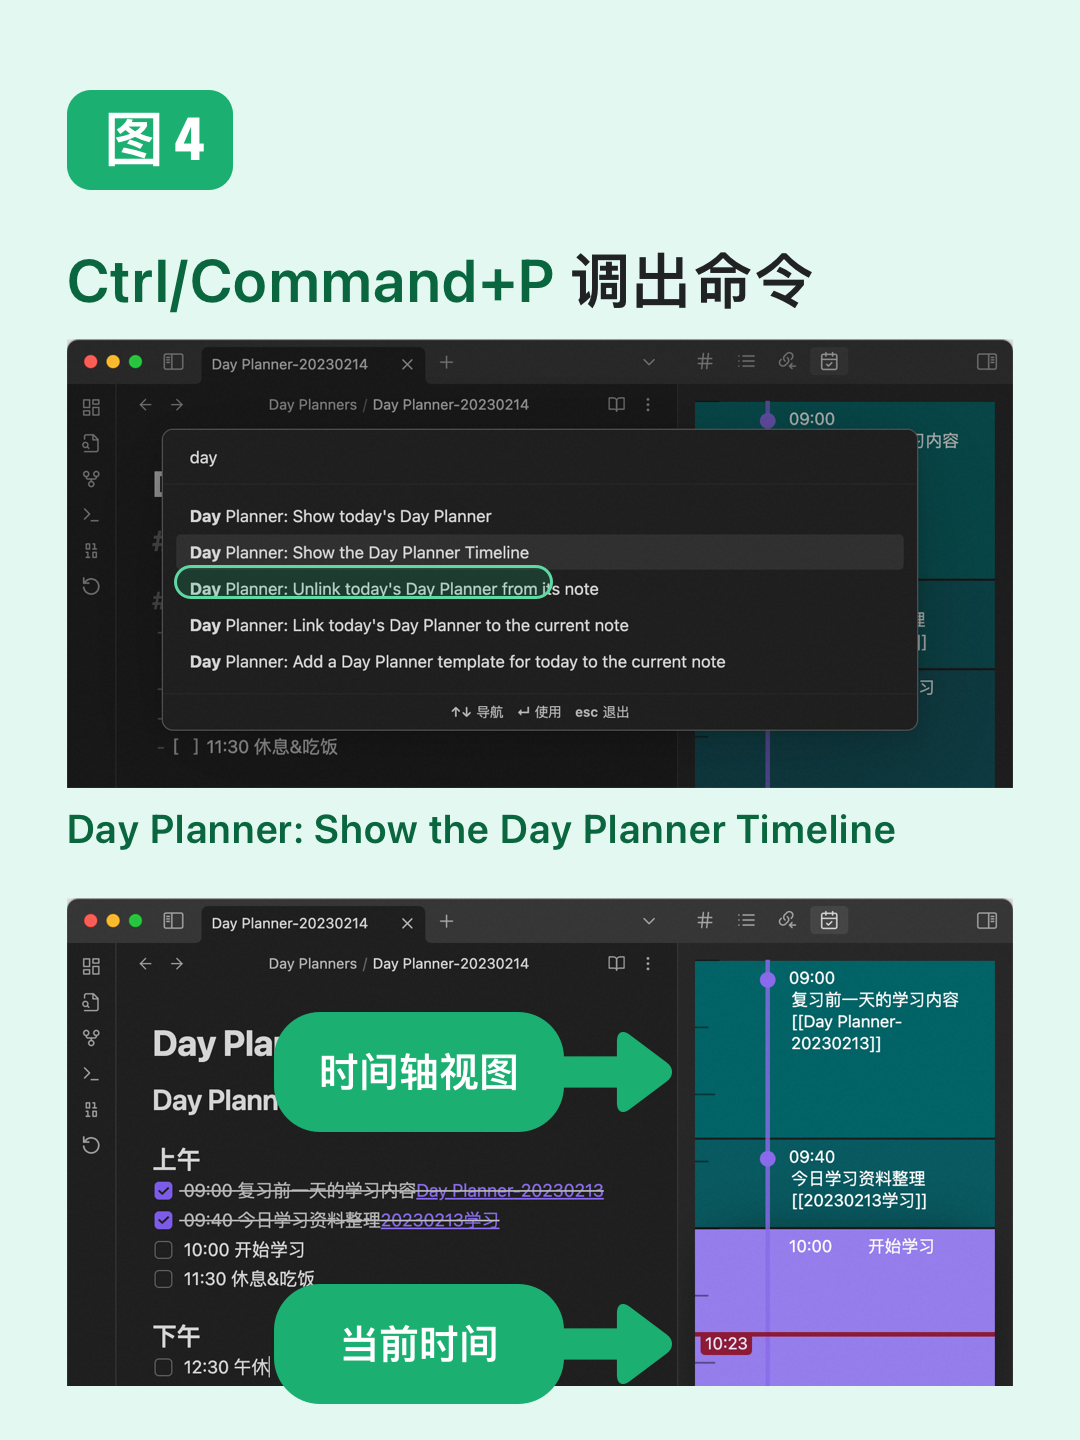 图 4
Ctrl/Command+P 调出命令
Day Planner-20230214
Day Planners / Day Planner-20230214
day
Day Planner: Show today's Day Planner
Day Planner: Show the Day Planner Timeline
Day Planner: Unlink today's Day Planner from its note
Day Planner: Link today's Day Planner to the current note
Day Planner: Add a Day Planner template for today to the current note
↑↓ 导航 ↵ 使用 esc 退出
- [ ] 11:30 休息&吃饭
09:00
习内容
理
]]
习
Day Planner: Show the Day Planner Timeline
Day Planner-20230214
Day Planners / Day Planner-20230214
Day Pla
Day Plann
上午
09:00 复习前一天的学习内容Day Planner-20230213
09:40 今日学习资料整理20230213学习
10:00 开始学习
11:30 休息&吃饭
下午
12:30 午休
时间轴视图
当前时间
09:00
复习前一天的学习内容
[[Day Planner-
20230213]]
09:40
今日学习资料整理
[[20230213学习]]
10:00 开始学习
10:23